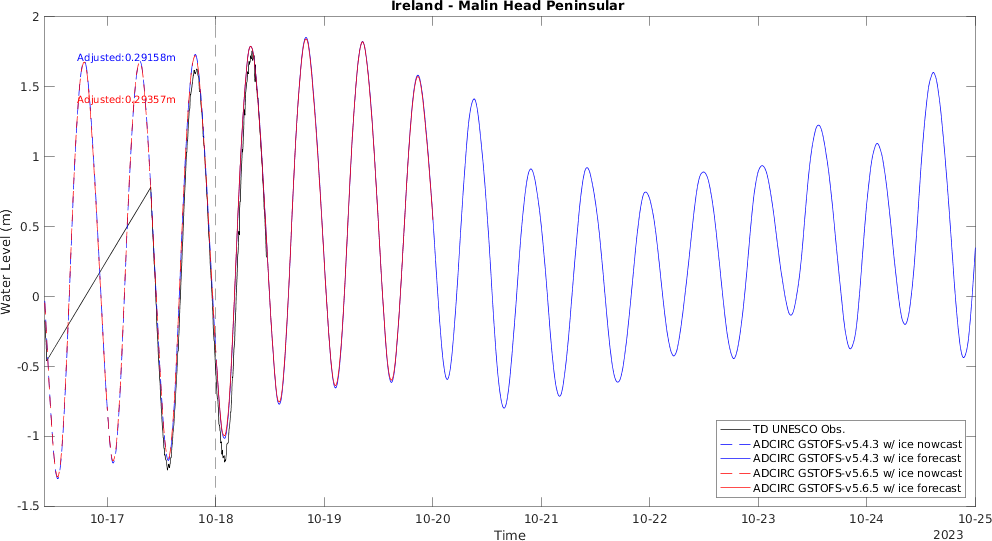 Ireland - Malin Head Peninsular
2
1.5
1
0.5
0
-0.5
-1
-1.5
Water Level (m)
Adjusted:0.29158m
Adjusted:0.29357m
TD UNESCO Obs.
ADCIRC GSTOFS-v5.4.3 w/ ice nowcast
ADCIRC GSTOFS-v5.4.3 w/ ice forecast
ADCIRC GSTOFS-v5.6.5 w/ ice nowcast
ADCIRC GSTOFS-v5.6.5 w/ ice forecast
10-17 10-18 10-19 10-20 10-21 10-22 10-23 10-24 10-25
Time
2023